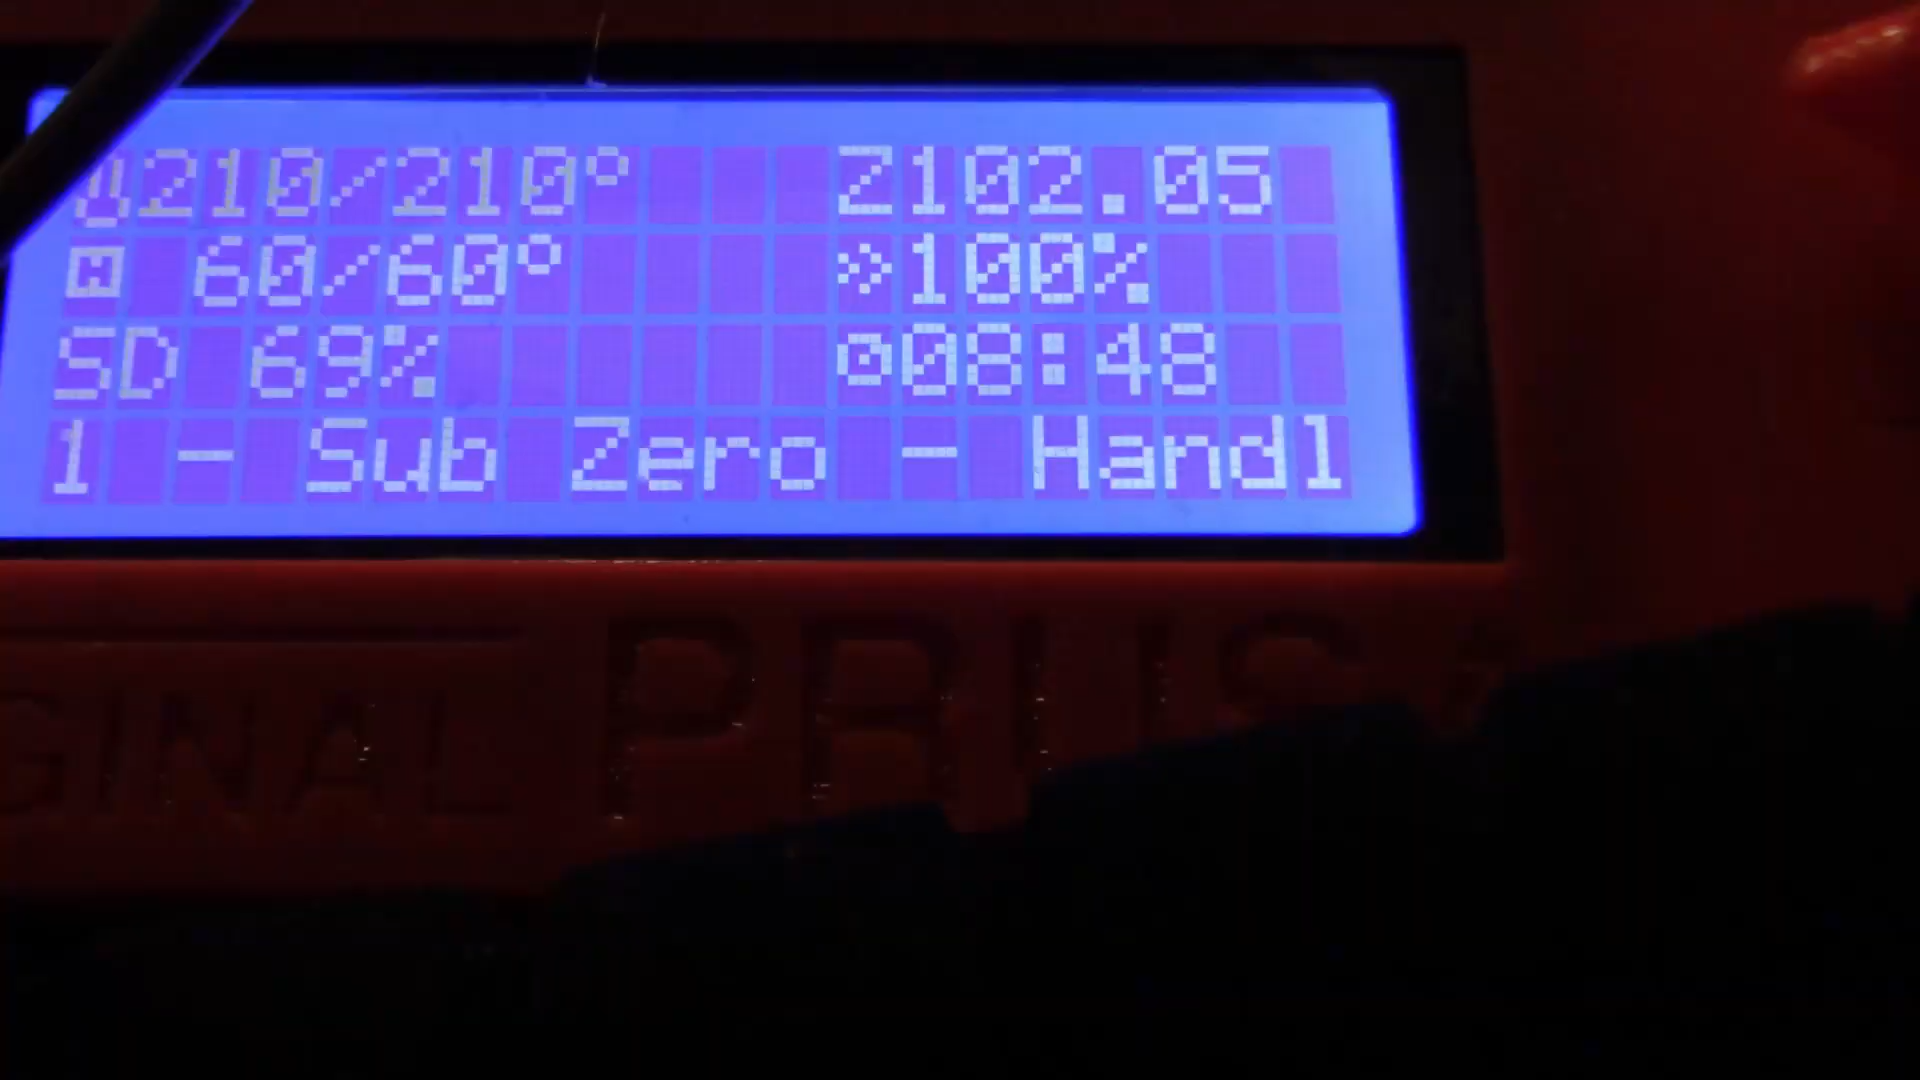 210/210° Z102.05
60/60° »100%
SD 69% 08:48
1 - Sub Zero - Handl
GINAL PRUS